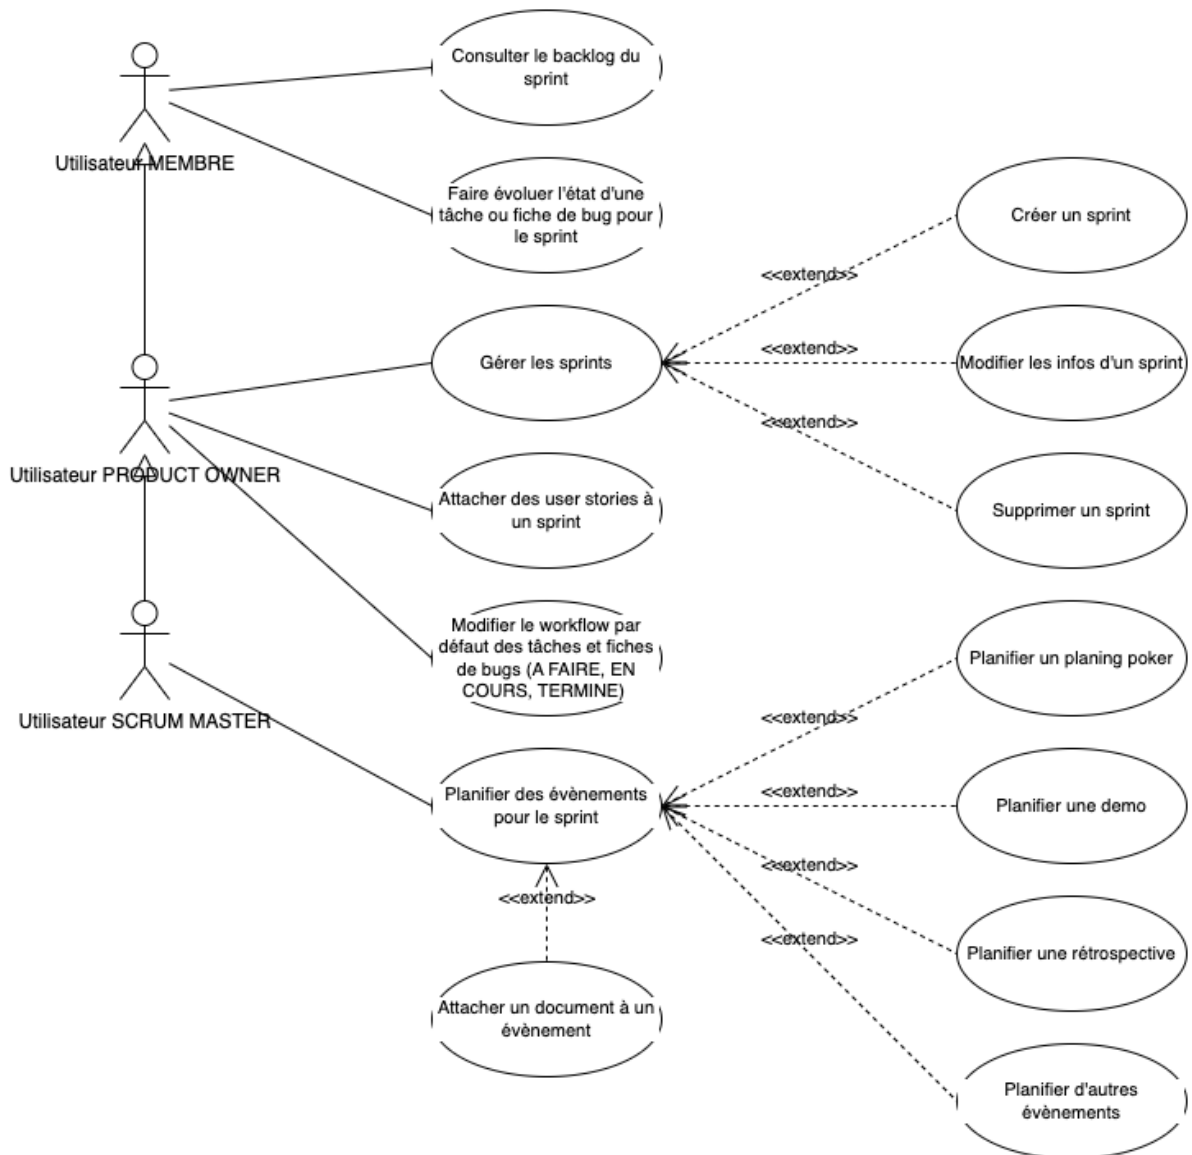 Consulter le backlog du
sprint
Utilisateur MEMBRE
Faire évoluer l'état d'une
tâche ou fiche de bug pour
le sprint
Créer un sprint
<<extend>>
Gérer les sprints
<<extend>>
Modifier les infos d'un sprint
<<extend>>
Utilisateur PRODUCT OWNER
Attacher des user stories à
un sprint
Supprimer un sprint
Modifier le workflow par
défaut des tâches et fiches
de bugs (A FAIRE, EN
COURS, TERMINE)
Planifier un planing poker
Utilisateur SCRUM MASTER
<<extend>>
Planifier des évènements
pour le sprint
<<extend>>
Planifier une demo
<<extend>>
<<extend>>
<<extend>>
Planifier une rétrospective
Attacher un document à un
évènement
Planifier d'autres
évènements